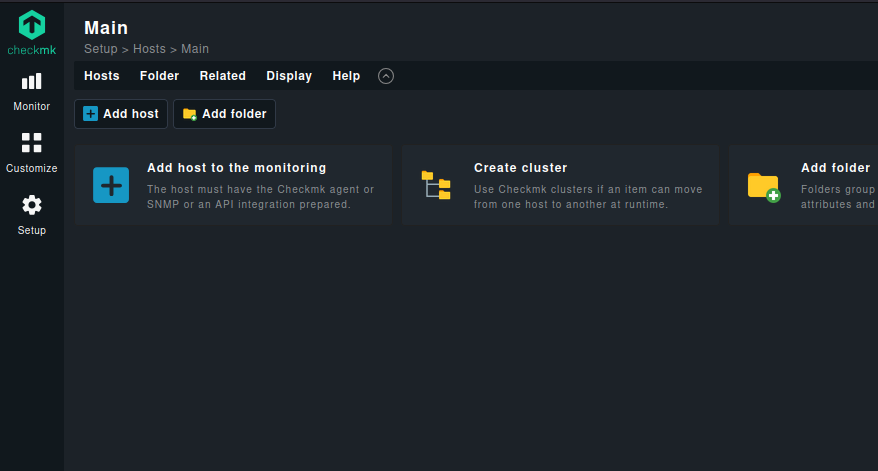 Main
Setup > Hosts > Main
checkmk
Hosts Folder Related Display Help
Monitor
Add host Add folder
Customize
Add host to the monitoring
The host must have the Checkmk agent or
SNMP or an API integration prepared.
Create cluster
Use Checkmk clusters if an item can move
from one host to another at runtime.
Add folder
Folders group
attributes and
Setup